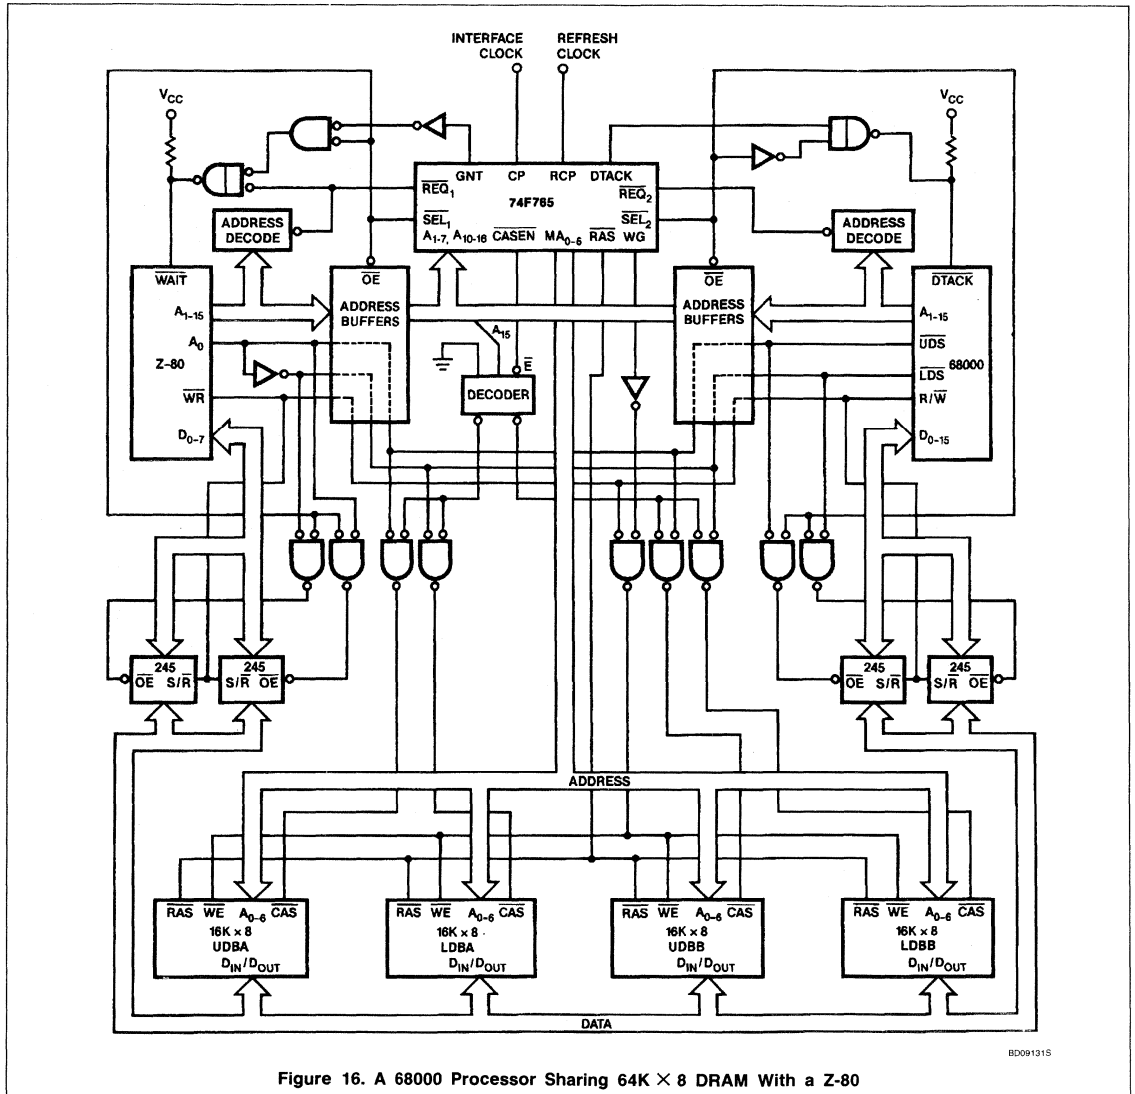 INTERFACE CLOCK
REFRESH CLOCK
VCC
VCC
GNT CP RCP DTACK
REQ1 REQ2
74F765
SEL1 SEL2
A1-7, A10-16 CASEN MA0-6 RAS WG
ADDRESS DECODE
ADDRESS DECODE
WAIT
A1-15
A0
Z-80
WR
D0-7
OE
ADDRESS BUFFERS
A15
E
DECODER
OE
ADDRESS BUFFERS
DTACK
A1-15
UDS
LDS 68000
R/W
D0-15
245
OE S/R
245
S/R OE
245
OE S/R
245
S/R OE
ADDRESS
RAS WE A0-6 CAS
16K × 8
UDBA
DIN/DOUT
RAS WE A0-6 CAS
16K × 8
LDBA
DIN/DOUT
RAS WE A0-6 CAS
16K × 8
UDBB
DIN/DOUT
RAS WE A0-6 CAS
16K × 8
LDBB
DIN/DOUT
DATA
BD09131S
Figure 16. A 68000 Processor Sharing 64K × 8 DRAM With a Z-80